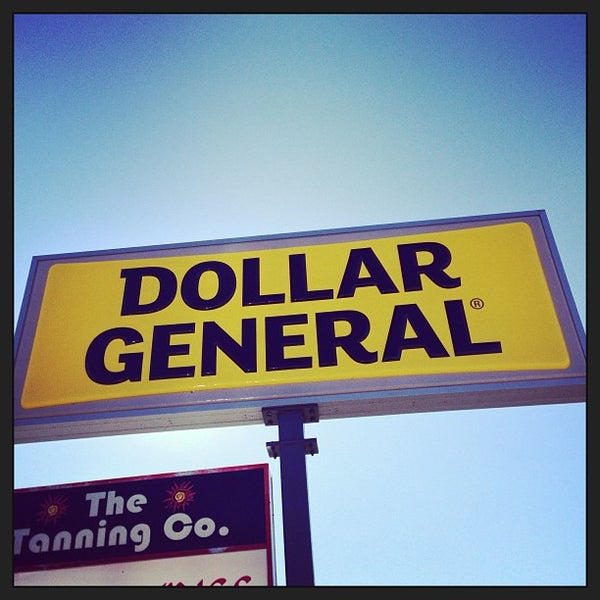 DOLLAR
GENERAL®
The
Tanning Co.